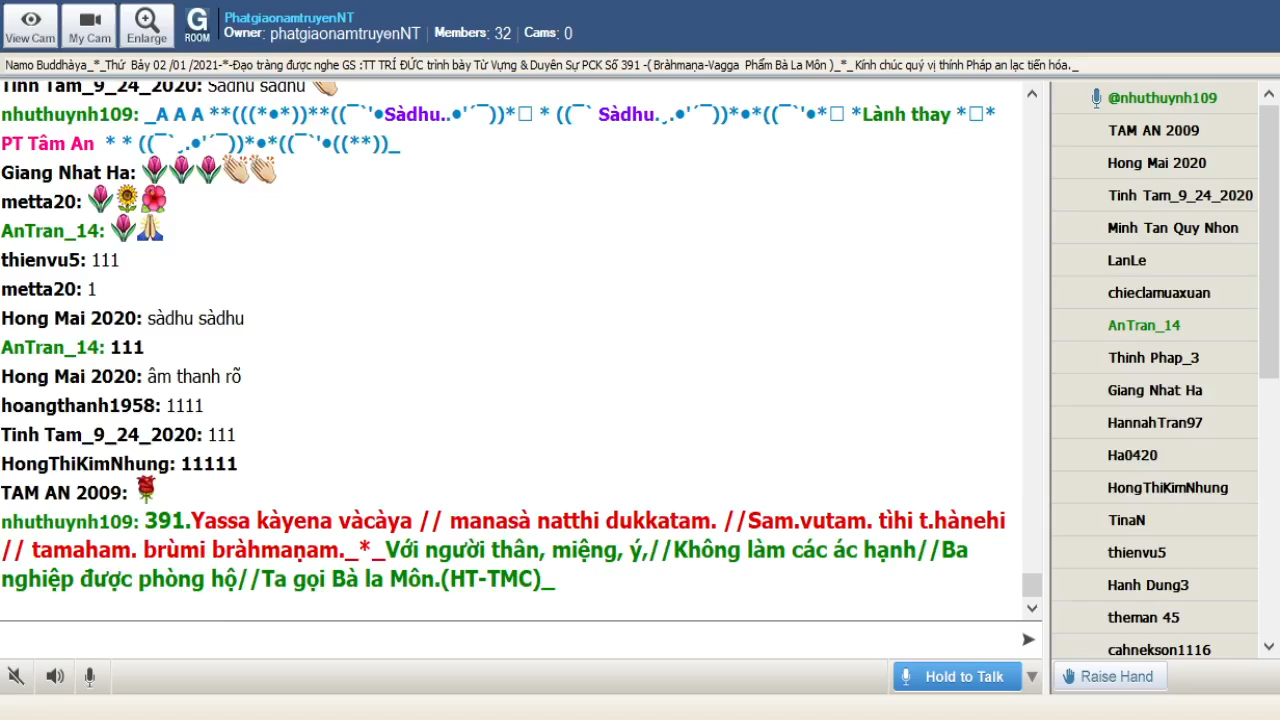 View Cam
My Cam
Enlarge
G
ROOM
PhatgiaonamtruyenNT
Owner: phatgiaonamtruyenNT | Members: 32 | Cams: 0
Namo Buddhàya_*_Thứ Bảy 02 /01 /2021-*-Đạo tràng được nghe GS :TT TRÍ ĐỨC trình bày Từ Vựng & Duyên Sự PCK Số 391 -( Bràhmaṇa-Vagga Phẩm Bà La Môn )_*_ Kính chúc quý vị thính Pháp an lạc tiến hóa._
Tinh Tam_9_24_2020: Sadhu sadhu
nhuthuynh109: _A A A **(((*•*))**((¯`'•Sàdhu..•'´¯))*□ * ((¯` Sàdhu.¸.•'´¯))*•*((¯`'•*□ *Lành thay *□*
PT Tâm An * * ((¯`¸.•'´¯))*•*((¯`'•((**))_
Giang Nhat Ha: 🌷🌷🌷👏👏
metta20: 🌷🌻🌺
AnTran_14: 🌷🙏
thienvu5: 111
metta20: 1
Hong Mai 2020: sàdhu sàdhu
AnTran_14: 111
Hong Mai 2020: âm thanh rõ
hoangthanh1958: 1111
Tinh Tam_9_24_2020: 111
HongThiKimNhung: 11111
TAM AN 2009: 🌹
nhuthuynh109: 391.Yassa kàyena vàcàya // manasà natthi dukkatam. //Sam.vutam. tìhi t.hànehi
// tamaham. brùmi bràhmaṇam._*_Với người thân, miệng, ý,//Không làm các ác hạnh//Ba
nghiệp được phòng hộ//Ta gọi Bà la Môn.(HT-TMC)_
Hold to Talk
@nhuthuynh109
TAM AN 2009
Hong Mai 2020
Tinh Tam_9_24_2020
Minh Tan Quy Nhon
LanLe
chieclamuaxuan
AnTran_14
Thinh Phap_3
Giang Nhat Ha
HannahTran97
Ha0420
HongThiKimNhung
TinaN
thienvu5
Hanh Dung3
theman 45
cahnekson1116
Raise Hand